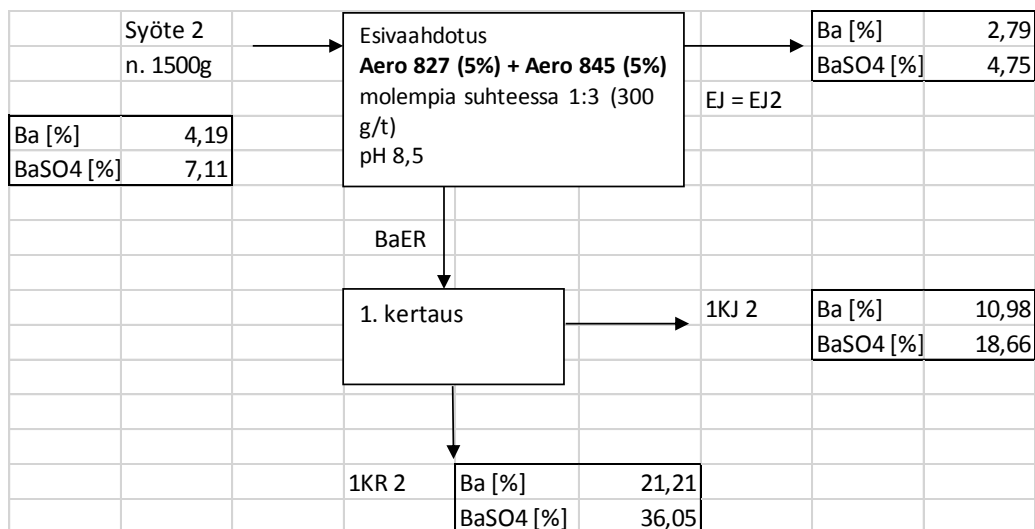 Syöte 2
n. 1500g
Ba [%] 4,19
BaSO4 [%] 7,11
Esivaahdotus
Aero 827 (5%) + Aero 845 (5%)
molempia suhteessa 1:3 (300
g/t)
pH 8,5
Ba [%] 2,79
BaSO4 [%] 4,75
EJ = EJ2
BaER
1. kertaus
1KJ 2 Ba [%] 10,98
BaSO4 [%] 18,66
1KR 2 Ba [%] 21,21
BaSO4 [%] 36,05